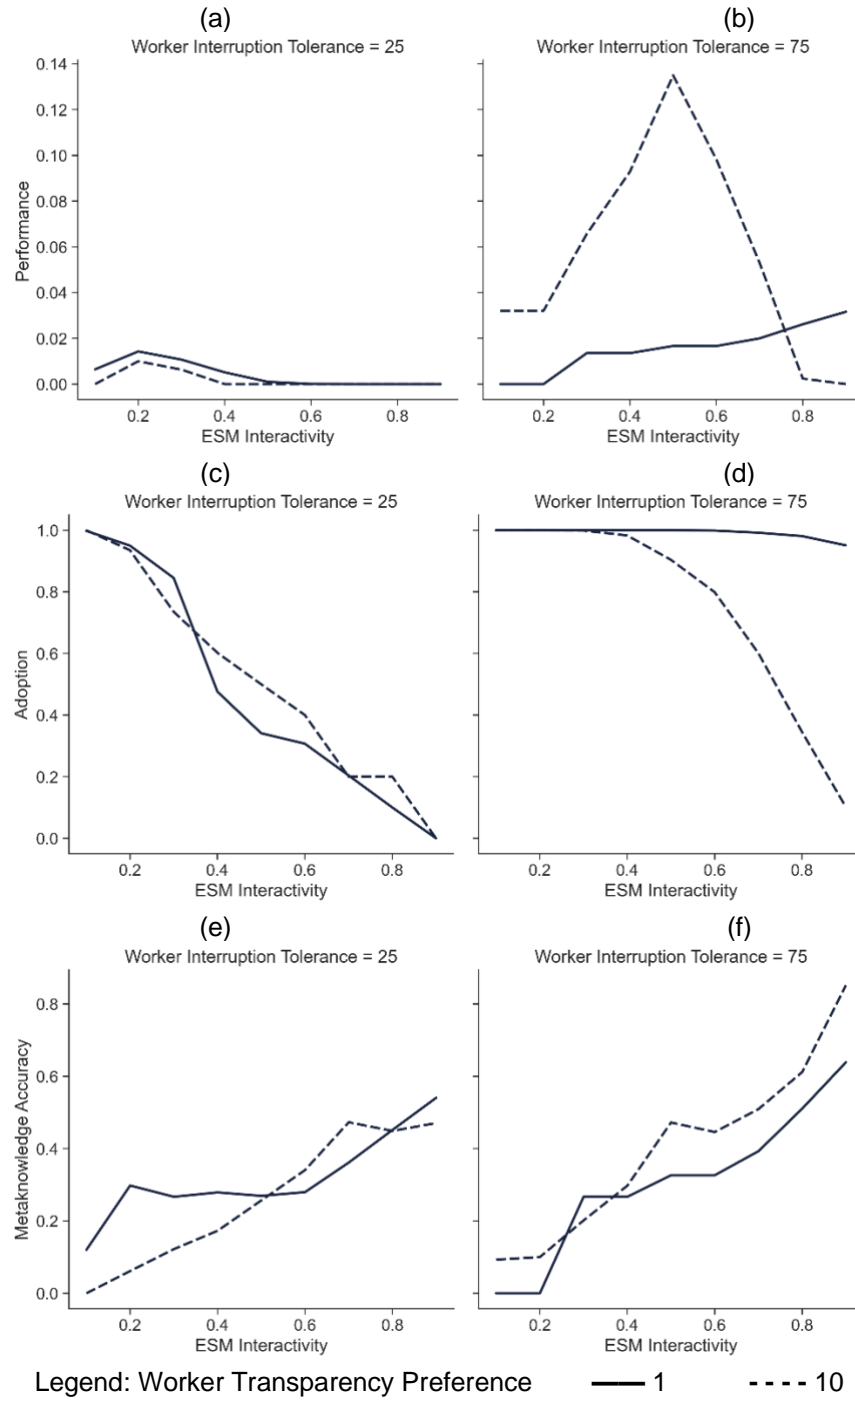 (a)
Worker Interruption Tolerance = 25
Performance
0.14
0.12
0.10
0.08
0.06
0.04
0.02
0.00
0.2 0.4 0.6 0.8
ESM Interactivity
(b)
Worker Interruption Tolerance = 75
0.2 0.4 0.6 0.8
ESM Interactivity
(c)
Worker Interruption Tolerance = 25
Adoption
1.0
0.8
0.6
0.4
0.2
0.0
0.2 0.4 0.6 0.8
ESM Interactivity
(d)
Worker Interruption Tolerance = 75
0.2 0.4 0.6 0.8
ESM Interactivity
(e)
Worker Interruption Tolerance = 25
Metaknowledge Accuracy
0.8
0.6
0.4
0.2
0.0
0.2 0.4 0.6 0.8
ESM Interactivity
(f)
Worker Interruption Tolerance = 75
0.2 0.4 0.6 0.8
ESM Interactivity
Legend: Worker Transparency Preference 1 10